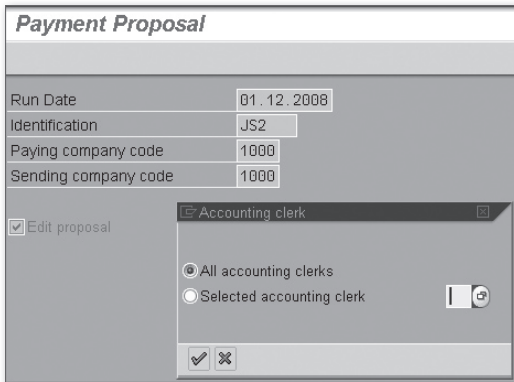 Payment Proposal
Run Date 01.12.2008
Identification JS2
Paying company code 1000
Sending company code 1000
Edit proposal
Accounting clerk
All accounting clerks
Selected accounting clerk